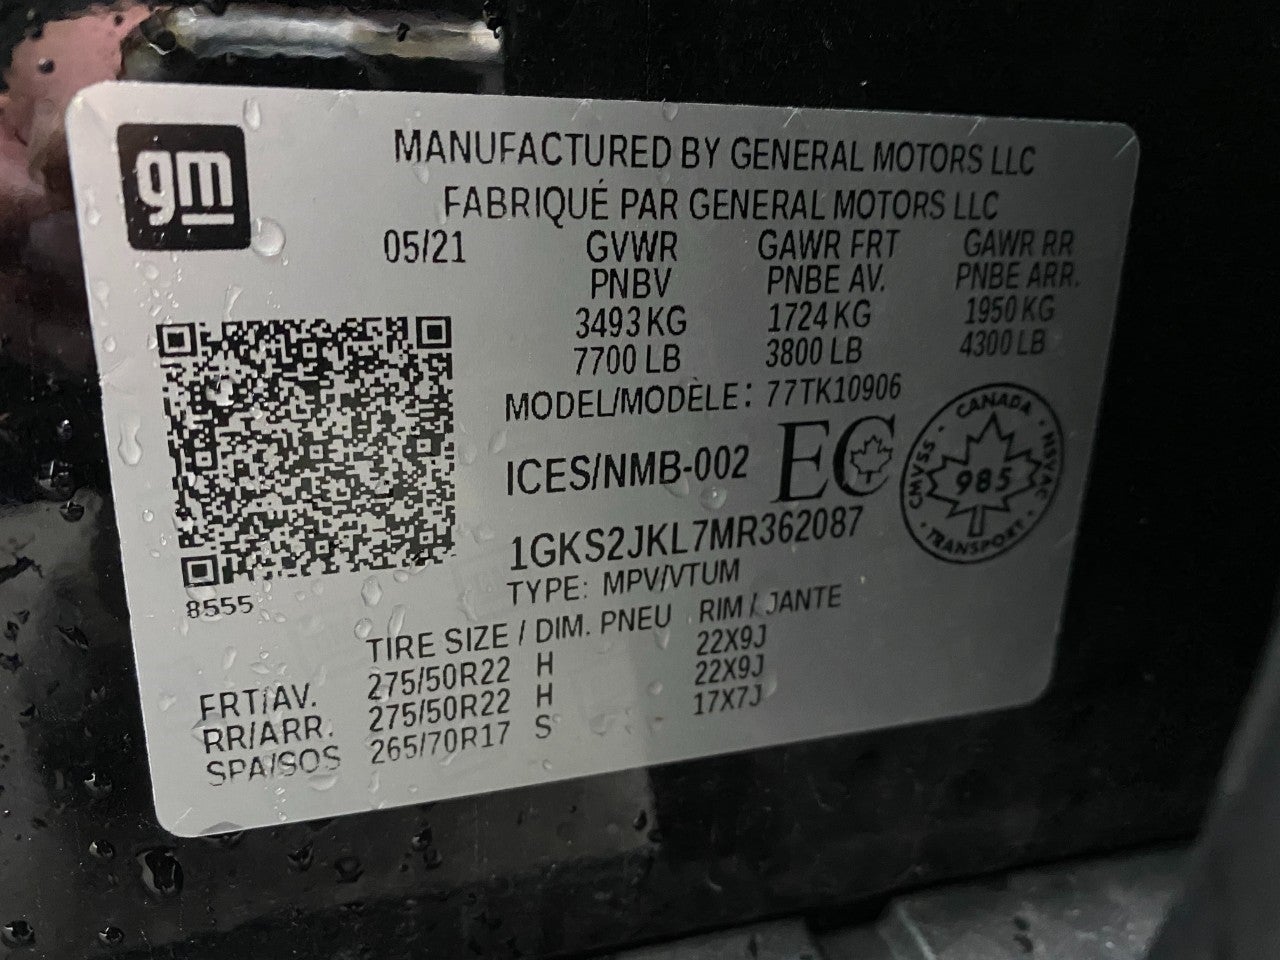 gm
MANUFACTURED BY GENERAL MOTORS LLC
FABRIQUÉ PAR GENERAL MOTORS LLC
05/21 GVWR GAWR FRT GAWR RR
PNBV PNBE AV. PNBE ARR.
3493 KG 1724 KG 1950 KG
7700 LB 3800 LB 4300 LB
MODEL/MODÈLE: 77TK10906
ICES/NMB-002 EC
CANADA
CMVSS · NSVAC
985
TRANSPORT
1GKS2JKL7MR362087
TYPE: MPV/VTUM
8555
TIRE SIZE / DIM. PNEU RIM / JANTE
FRT/AV. 275/50R22 H 22X9J
RR/ARR. 275/50R22 H 22X9J
SPA/SOS 265/70R17 S 17X7J